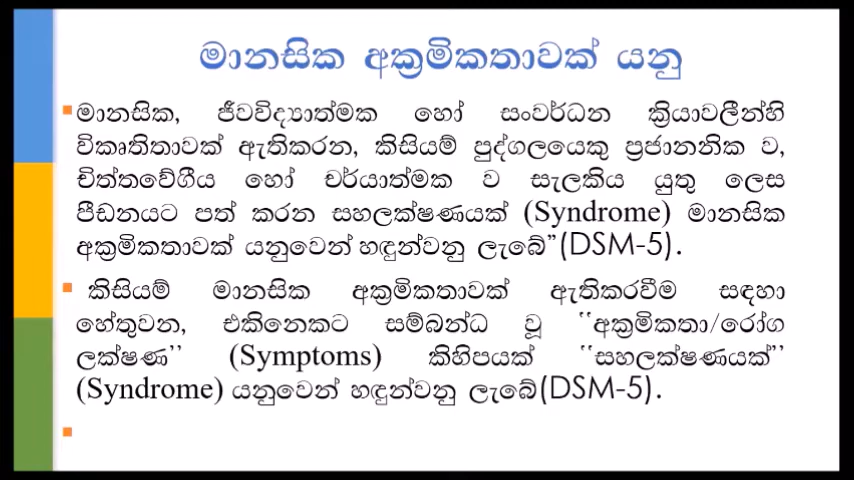 මානසික අක්‍රමිකතාවක් යනු
මානසික, ජීවවිද්‍යාත්මක හෝ සංවර්ධන ක්‍රියාවලීන්හි
විකෘතිතාවක් ඇතිකරන, කිසියම් පුද්ගලයෙකු ප්‍රජානනික ව,
චිත්තවේගීය හෝ චර්යාත්මක ව සැලකිය යුතු ලෙස
පීඩනයට පත් කරන සහලක්ෂණයක් (Syndrome) මානසික
අක්‍රමිකතාවක් යනුවෙන් හඳුන්වනු ලැබේ”(DSM-5).
කිසියම් මානසික අක්‍රමිකතාවක් ඇතිකරවීම සඳහා
හේතුවන, එකිනෙකට සම්බන්ධ වූ “අක්‍රමිකතා/රෝග
ලක්ෂණ” (Symptoms) කිහිපයක් “සහලක්ෂණයක්”
(Syndrome) යනුවෙන් හඳුන්වනු ලැබේ(DSM-5).